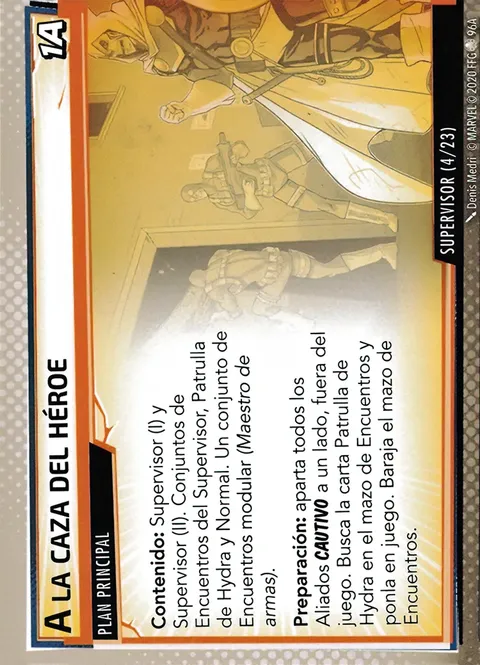 A LA CAZA DEL HÉROE
1A
PLAN PRINCIPAL
Contenido: Supervisor (I) y
Supervisor (III). Conjuntos de
Encuentros del Supervisor, Patrulla
de Hydra y Normal. Un conjunto de
Encuentros modular (Maestro de
armas).
Preparación: aparta todos los
Aliados CAUTIVO a un lado, fuera del
juego. Busca la carta Patrulla de
Hydra en el mazo de Encuentros y
ponla en juego. Baraja el mazo de
Encuentros.
SUPERVISOR (4/23)
Denis Medri © MARVEL © 2020 FFG 96A